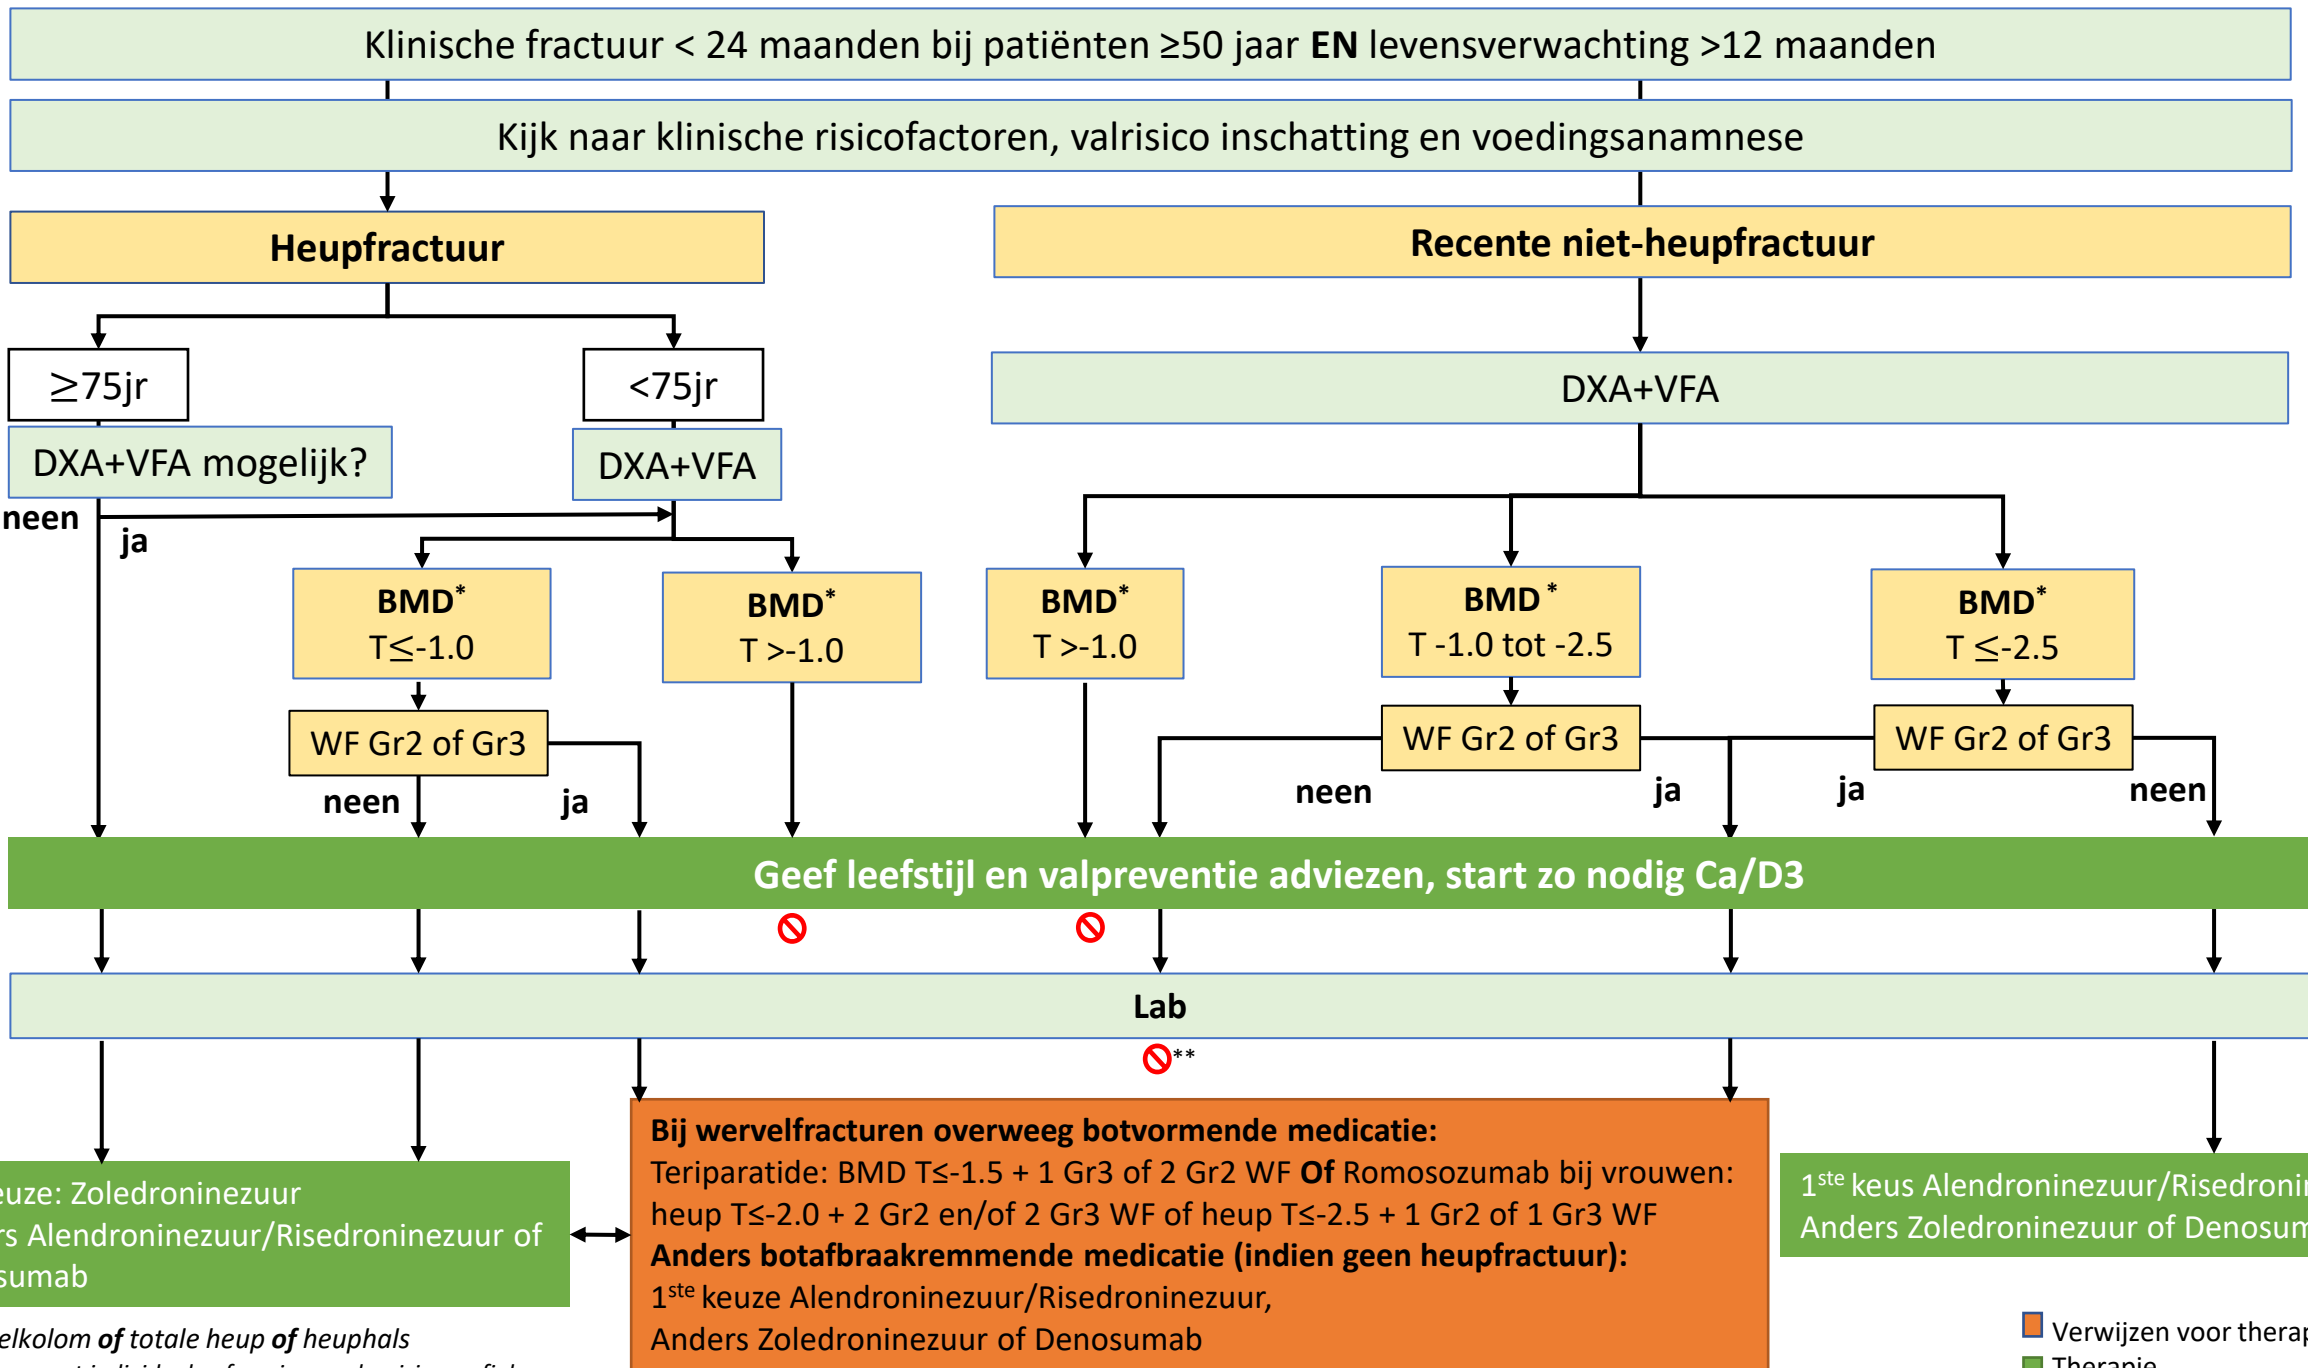 Klinische fractuur < 24 maanden bij patiënten ≥50 jaar EN levensverwachting >12 maanden
Kijk naar klinische risicofactoren, valrisico inschatting en voedingsanamnese
Heupfractuur
Recente niet-heupfractuur
≥75jr
<75jr
DXA+VFA
DXA+VFA mogelijk?
DXA+VFA
neen
ja
BMD*
T≤-1.0
BMD*
T >-1.0
BMD*
T >-1.0
BMD *
T -1.0 tot -2.5
BMD*
T ≤-2.5
WF Gr2 of Gr3
WF Gr2 of Gr3
WF Gr2 of Gr3
neen
ja
neen
ja
ja
neen
Geef leefstijl en valpreventie adviezen, start zo nodig Ca/D3
Lab
**
euze: Zoledroninezuur
rs Alendroninezuur/Risedroninezuur of
sumab
Bij wervelfracturen overweeg botvormende medicatie:
Teriparatide: BMD T≤-1.5 + 1 Gr3 of 2 Gr2 WF Of Romosozumab bij vrouwen:
heup T≤-2.0 + 2 Gr2 en/of 2 Gr3 WF of heup T≤-2.5 + 1 Gr2 of 1 Gr3 WF
Anders botafbraakremmende medicatie (indien geen heupfractuur):
1ste keuze Alendroninezuur/Risedroninezuur,
Anders Zoledroninezuur of Denosumab
1ste keus Alendroninezuur/Risedroni
Anders Zoledroninezuur of Denosum
elkolom of totale heup of heuphals
Verwijzen voor therap
Therapie